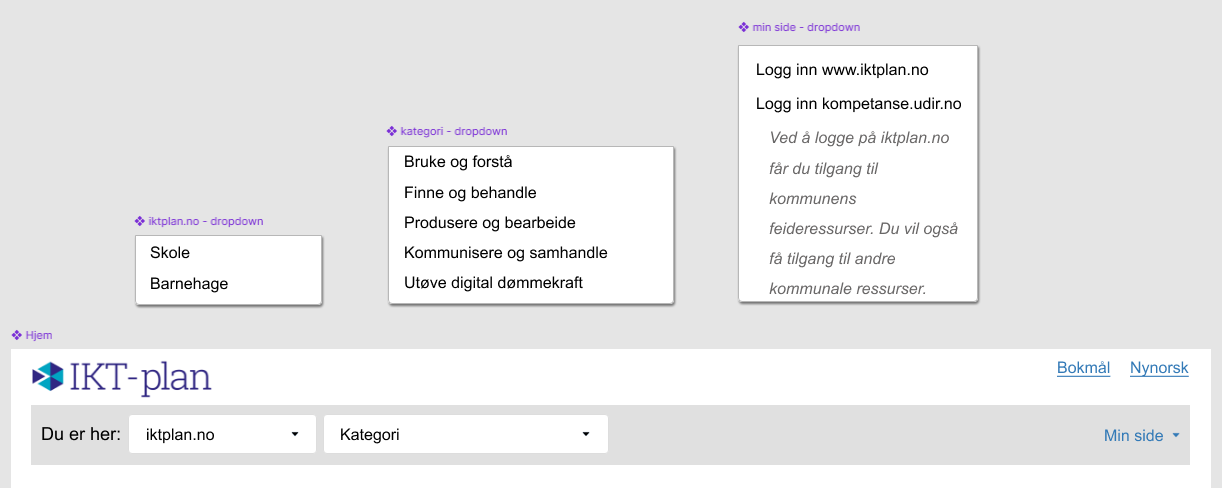 min side - dropdown
Logg inn www.iktplan.no
Logg inn kompetanse.udir.no
Ved å logge på iktplan.no
får du tilgang til
kommunens
feideressurser. Du vil også
få tilgang til andre
kommunale ressurser.
kategori - dropdown
Bruke og forstå
Finne og behandle
Produsere og bearbeide
Kommunisere og samhandle
Utøve digital dømmekraft
iktplan.no - dropdown
Skole
Barnehage
Hjem
IKT-plan
Bokmål Nynorsk
Du er her: iktplan.no Kategori Min side